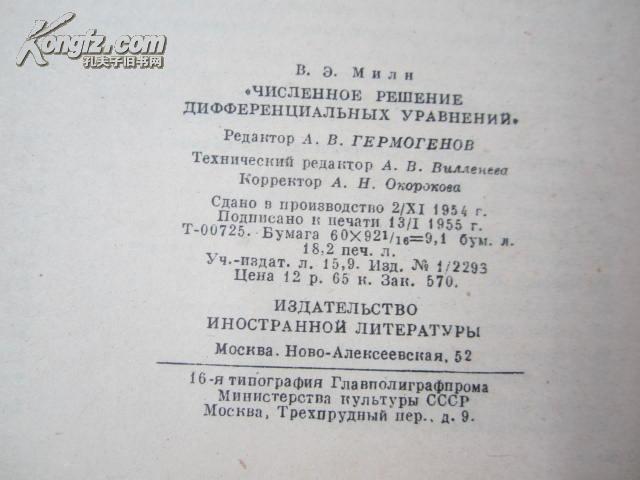 Kongfz.com
孔夫子旧书网
В. Э. Милн
«ЧИСЛЕННОЕ РЕШЕНИЕ
ДИФФЕРЕНЦИАЛЬНЫХ УРАВНЕНИЙ»
Редактор А. В. ГЕРМОГЕНОВ
Технический редактор А. В. Вилленева
Корректор А. Н. Окорокова
Сдано в производство 2/XI 1954 г.
Подписано к печати 13/I 1955 г.
Т-00725. Бумага 60×921/16=9,1 бум. л.
18,2 печ. л.
Уч.-издат. л. 15,9. Изд. № 1/2293
Цена 12 р. 65 к. Зак. 570.
ИЗДАТЕЛЬСТВО
ИНОСТРАННОЙ ЛИТЕРАТУРЫ
Москва. Ново-Алексеевская, 52
16-я типография Главполиграфпрома
Министерства культуры СССР
Москва, Трехпрудный пер., д. 9.